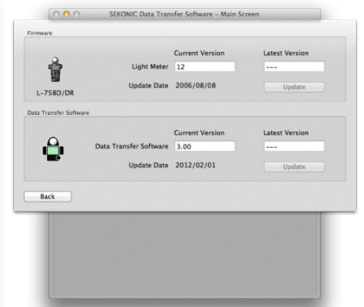 SEKONIC Data Transfer Software – Main Screen
Firmware
Current Version Latest Version
Light Meter 12 ---
L-758D/DR Update Date 2006/08/08 Update
Data Transfer Software
Current Version Latest Version
Data Transfer Software 3.00 ---
Update Date 2012/02/01 Update
Back